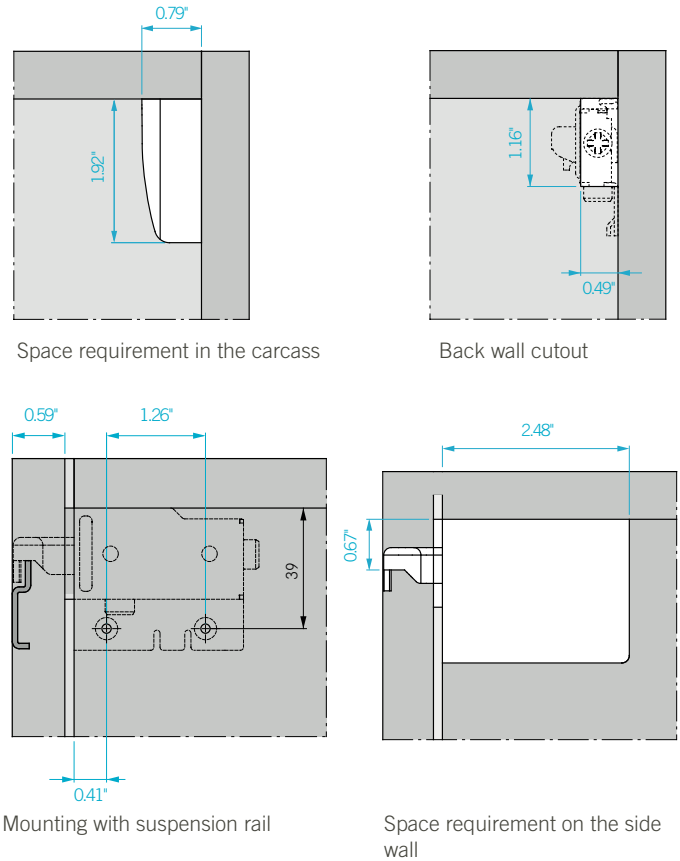 0.79"
1.92"
1.16"
0.49"
Space requirement in the carcass
Back wall cutout
0.59"
1.26"
39
0.41"
2.48"
0.67"
Mounting with suspension rail
Space requirement on the side
wall